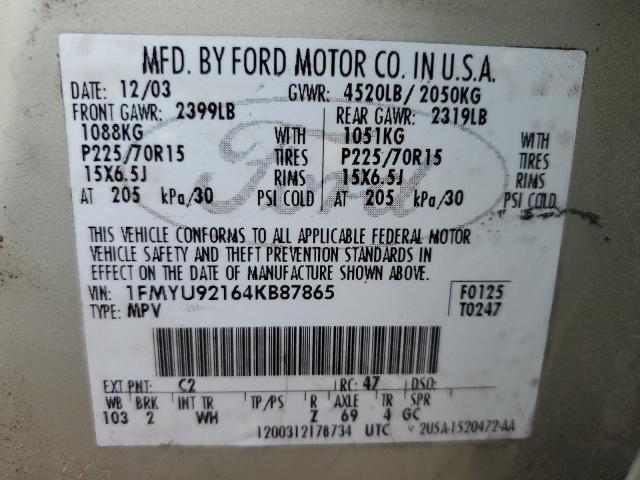 MFD. BY FORD MOTOR CO. IN U.S.A.
DATE: 12/03 GVWR: 4520LB/ 2050KG
FRONT GAWR: 2399LB REAR GAWR: 2319LB
1088KG WITH 1051KG WITH
P225/70R15 TIRES P225/70R15 TIRES
15X6.5J RIMS 15X6.5J RIMS
AT 205 kPa/30 PSI COLD AT 205 kPa/30 PSI COLD
Ford
THIS VEHICLE CONFORMS TO ALL APPLICABLE FEDERAL MOTOR
VEHICLE SAFETY AND THEFT PREVENTION STANDARDS IN
EFFECT ON THE DATE OF MANUFACTURE SHOWN ABOVE.
VIN: 1FMYU92164KB87865 F0125
TYPE: MPV T0247
EXT PNT: C2 RC: 47 DSO:
WB BRK INT TR TP/PS R AXLE TR SPR
103 2 WH Z 69 4 GC
1200312178734 UTC 2U5A-1520472-AA